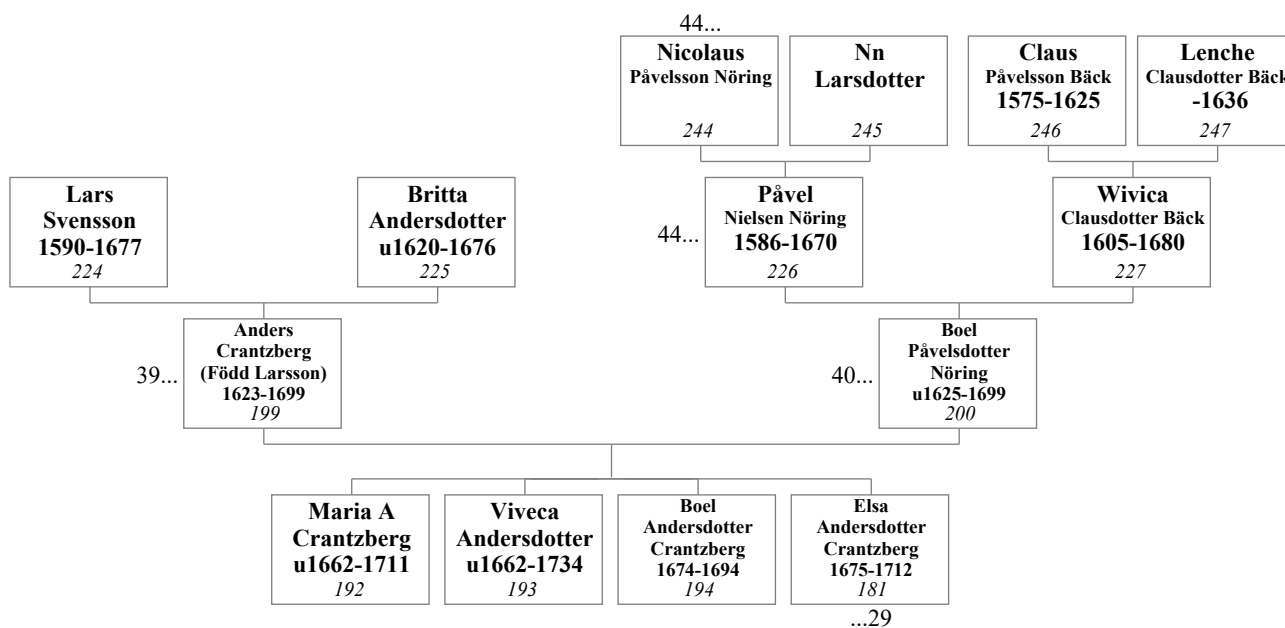 44...
Nicolaus
Påvelsson Nöring
244
Nn
Larsdotter
245
Claus
Påvelsson Bäck
1575-1625
246
Lenche
Clausdotter Bäck
-1636
247
Lars
Svensson
1590-1677
224
Britta
Andersdotter
u1620-1676
225
44...
Påvel
Nielsen Nöring
1586-1670
226
Wivica
Clausdotter Bäck
1605-1680
227
39...
Anders
Crantzberg
(Född Larsson)
1623-1699
199
40...
Boel
Påvelsdotter
Nöring
u1625-1699
200
Maria A
Crantzberg
u1662-1711
192
Viveca
Andersdotter
u1662-1734
193
Boel
Andersdotter
Crantzberg
1674-1694
194
Elsa
Andersdotter
Crantzberg
1675-1712
181
...29